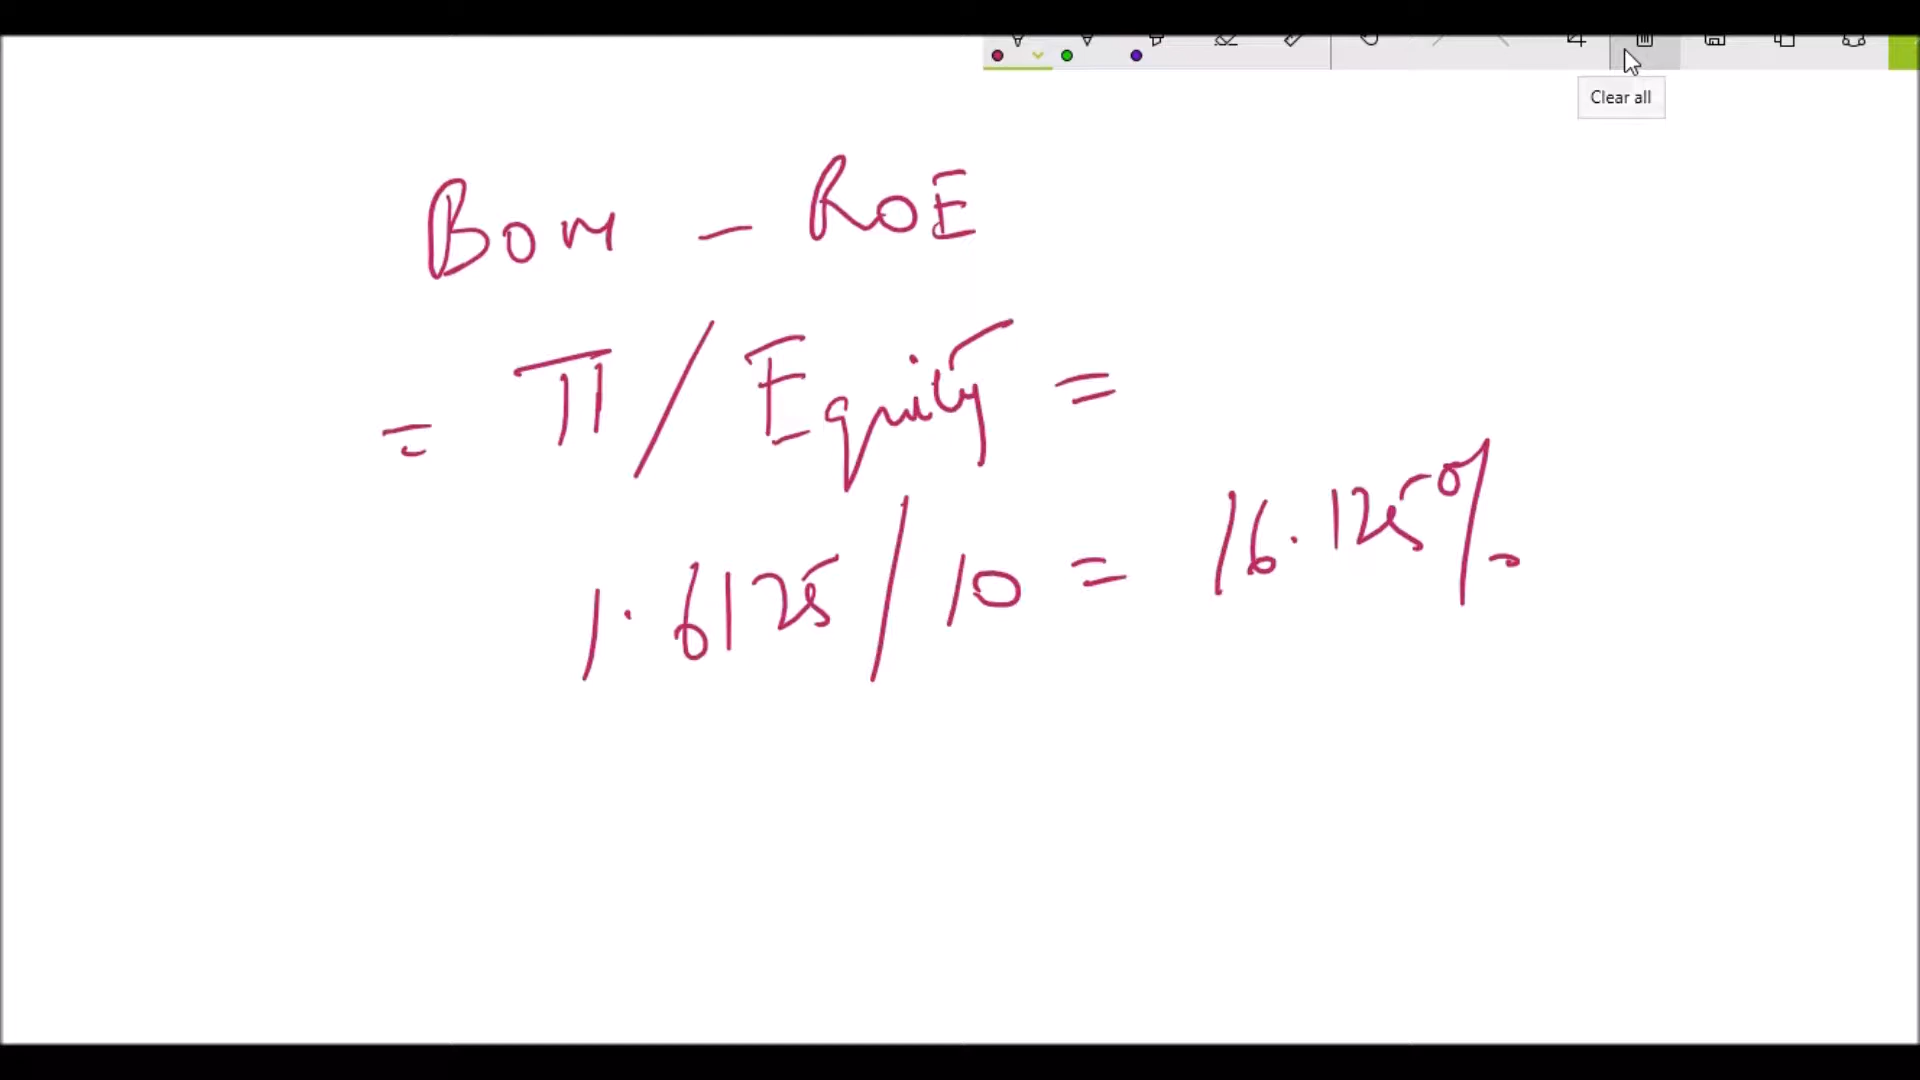 Clear all
BOM - ROE
= π / Equity =
1.6125 / 10 = 16.125%